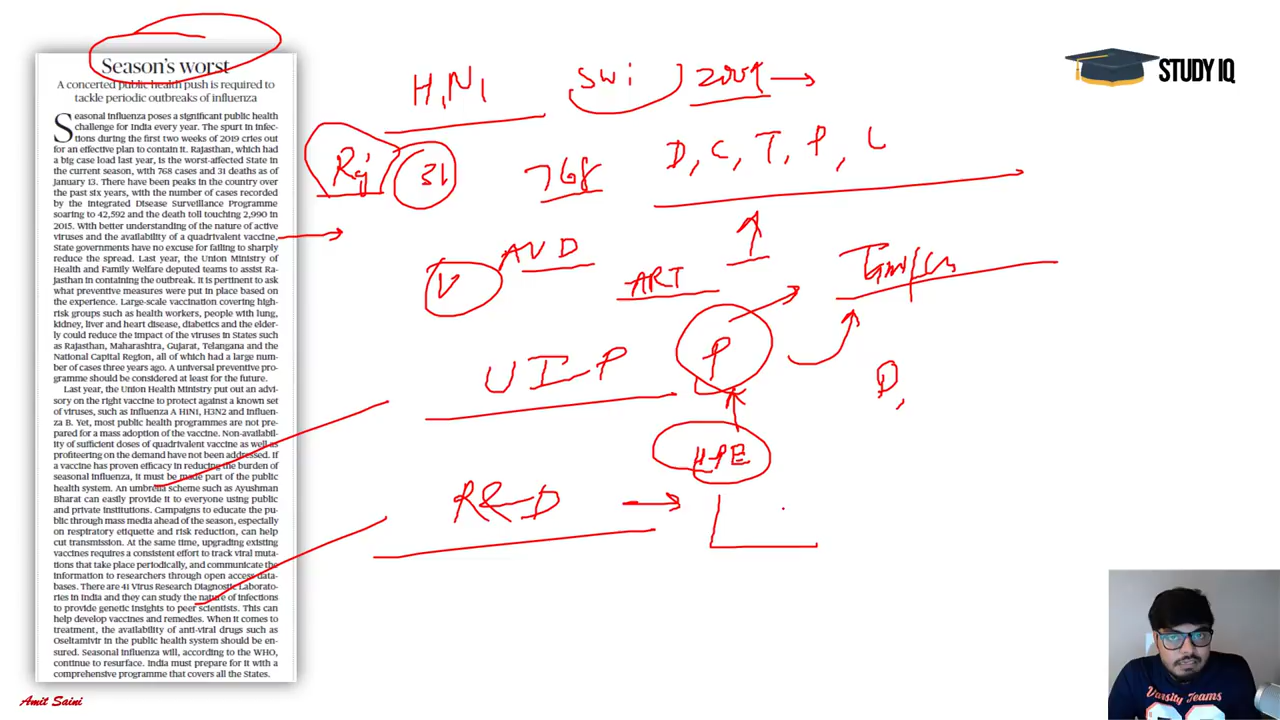 Season's worst
A concerted public health push is required to
tackle periodic outbreaks of influenza
Seasonal influenza poses a significant public health
challenge for India every year. The spurt in infec-
tions during the first two weeks of 2019 cries out
for an effective plan to contain it. Rajasthan, which had
a big case load last year, is the worst-affected State in
the current season, with 768 cases and 31 deaths as of
January 13. There have been peaks in the country over
the past six years, with the number of cases recorded
by the Integrated Disease Surveillance Programme
soaring to 42,592 and the death toll touching 2,990 in
2015. With better understanding of the nature of active
viruses and the availability of a quadrivalent vaccine,
State governments have no excuse for failing to sharply
reduce the spread. Last year, the Union Ministry of
Health and Family Welfare deputed teams to assist Ra-
jasthan in containing the outbreak. It is pertinent to ask
what preventive measures were put in place based on
the experience. Large-scale vaccination covering high-
risk groups such as health workers, people with lung,
kidney, liver and heart disease, diabetics and the elder-
ly could reduce the impact of the viruses in States such
as Rajasthan, Maharashtra, Gujarat, Telangana and the
National Capital Region, all of which had a large num-
ber of cases three years ago. A universal preventive pro-
gramme should be considered at least for the future.
Last year, the Union Health Ministry put out an advi-
sory on the right vaccine to protect against a known set
of viruses, such as Influenza A H1N1, H3N2 and Influen-
za B. Yet, most public health programmes are not pre-
pared for a mass adoption of the vaccine. Non-availabil-
ity of sufficient doses of quadrivalent vaccine as well as
profiteering on the demand have not been addressed. If
a vaccine has proven efficacy in reducing the burden of
seasonal influenza, it must be made part of the public
health system. An umbrella scheme such as Ayushman
Bharat can easily provide it to everyone using public
and private institutions. Campaigns to educate the pu-
blic through mass media ahead of the season, especially
on respiratory etiquette and risk reduction, can help
cut transmission. At the same time, upgrading existing
vaccines requires a consistent effort to track viral muta-
tions that take place periodically, and communicate the
information to researchers through open access data-
bases. There are 41 Virus Research Diagnostic Laborato-
ries in India and they can study the nature of infections
to provide genetic insights to peer scientists. This can
help develop vaccines and remedies. When it comes to
treatment, the availability of anti-viral drugs such as
Oseltamivir in the public health system should be en-
sured. Seasonal influenza will, according to the WHO,
continue to resurface. India must prepare for it with a
comprehensive programme that covers all the States.
Amit Saini
H1N1 Swi 2009
Raj 31 768 D, C, T, P, L
V AVD ART
UIP P
D,
HPE
R&D
STUDY IQ
VARSITY TEAMS